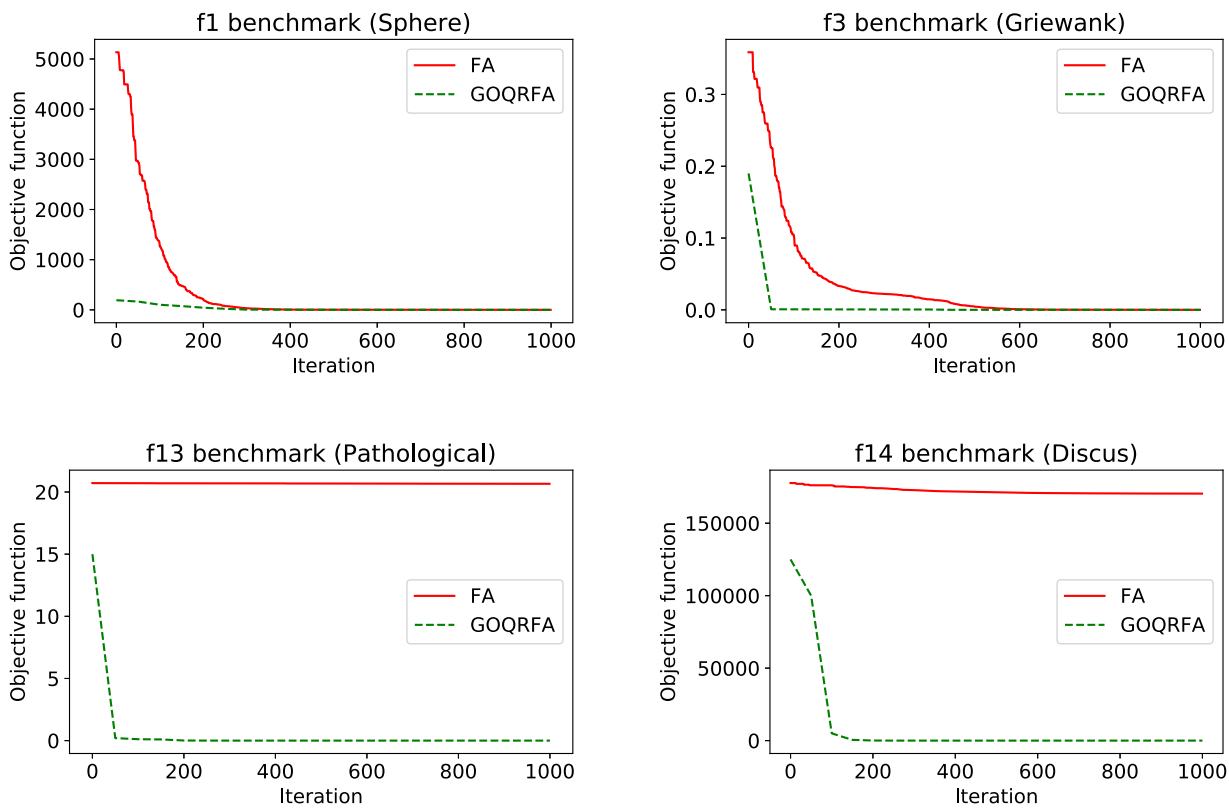 f1 benchmark (Sphere)
5000
4000
3000
2000
1000
0
Objective function
FA
GOQRFA
0 200 400 600 800 1000
Iteration
f3 benchmark (Griewank)
0.3
0.2
0.1
0.0
Objective function
FA
GOQRFA
0 200 400 600 800 1000
Iteration
f13 benchmark (Pathological)
20
15
10
5
0
Objective function
FA
GOQRFA
0 200 400 600 800 1000
Iteration
f14 benchmark (Discus)
150000
100000
50000
0
Objective function
FA
GOQRFA
0 200 400 600 800 1000
Iteration